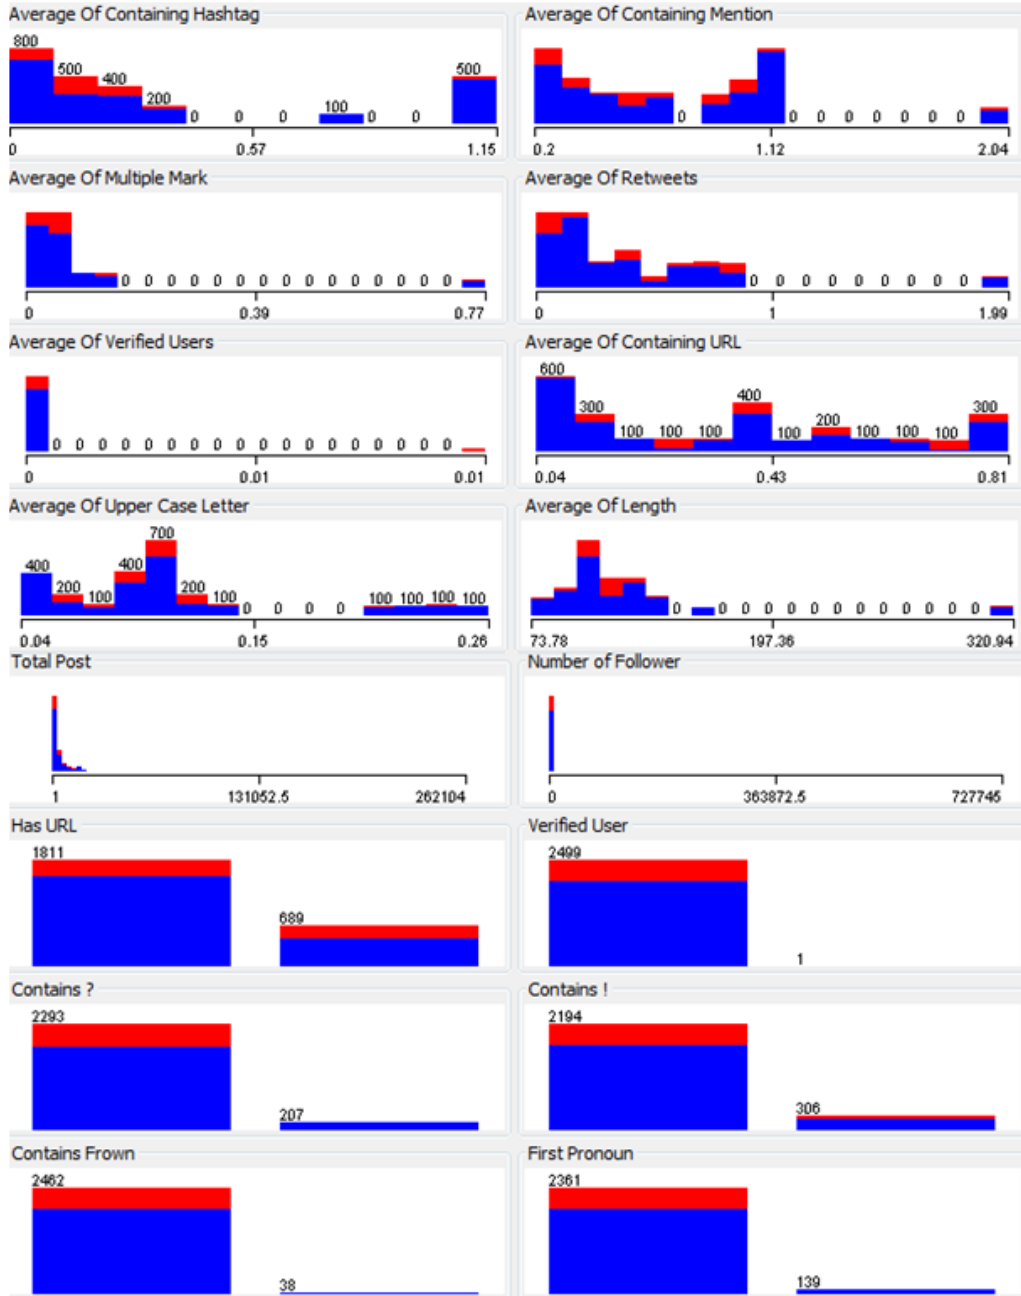 Average Of Containing Hashtag
800
500
400
200
0
0
0
100
0
0
500
0
0.57
1.15
Average Of Containing Mention
0
0 0 0 0 0 0 0
0.2
1.12
2.04
Average Of Multiple Mark
0 0 0 0 0 0 0 0 0 0 0 0 0 0 0
0
0.39
0.77
Average Of Retweets
0 0 0 0 0 0 0 0 0
0
1
1.99
Average Of Verified Users
0 0 0 0 0 0 0 0 0 0 0 0 0 0 0 0 0 0
0
0.01
0.01
Average Of Containing URL
600
300
100 100 100
400
100
200
100 100 100
300
0.04
0.43
0.81
Average Of Upper Case Letter
400
200
100
400
700
200
100
0 0 0 0
100 100 100 100
0.04
0.15
0.26
Average Of Length
0
0 0 0 0 0 0 0 0 0 0 0 0
73.78
197.36
320.94
Total Post
1
131052.5
262104
Number of Follower
0
363872.5
727745
Has URL
1811
689
Verified User
2499
1
Contains ?
2293
207
Contains !
2194
306
Contains Frown
2462
38
First Pronoun
2361
139